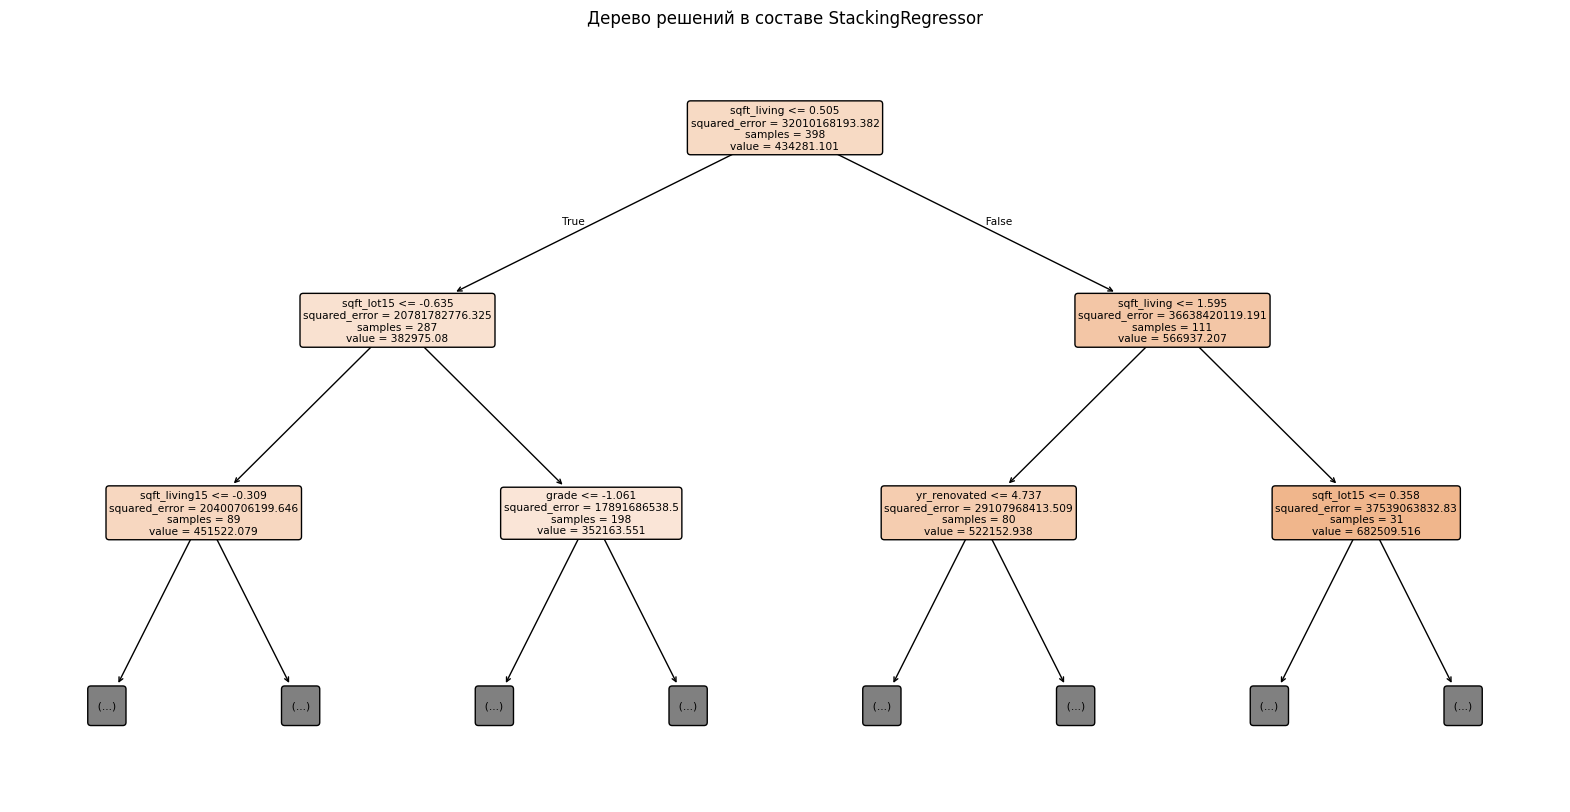 Дерево решений в составе StackingRegressor
sqft_living <= 0.505
squared_error = 32010168193.382
samples = 398
value = 434281.101
True
False
sqft_lot15 <= -0.635
squared_error = 20781782776.325
samples = 287
value = 382975.08
sqft_living <= 1.595
squared_error = 36638420119.191
samples = 111
value = 566937.207
sqft_living15 <= -0.309
squared_error = 20400706199.646
samples = 89
value = 451522.079
grade <= -1.061
squared_error = 17891686538.5
samples = 198
value = 352163.551
yr_renovated <= 4.737
squared_error = 29107968413.509
samples = 80
value = 522152.938
sqft_lot15 <= 0.358
squared_error = 37539063832.83
samples = 31
value = 682509.516
(...)
(...)
(...)
(...)
(...)
(...)
(...)
(...)